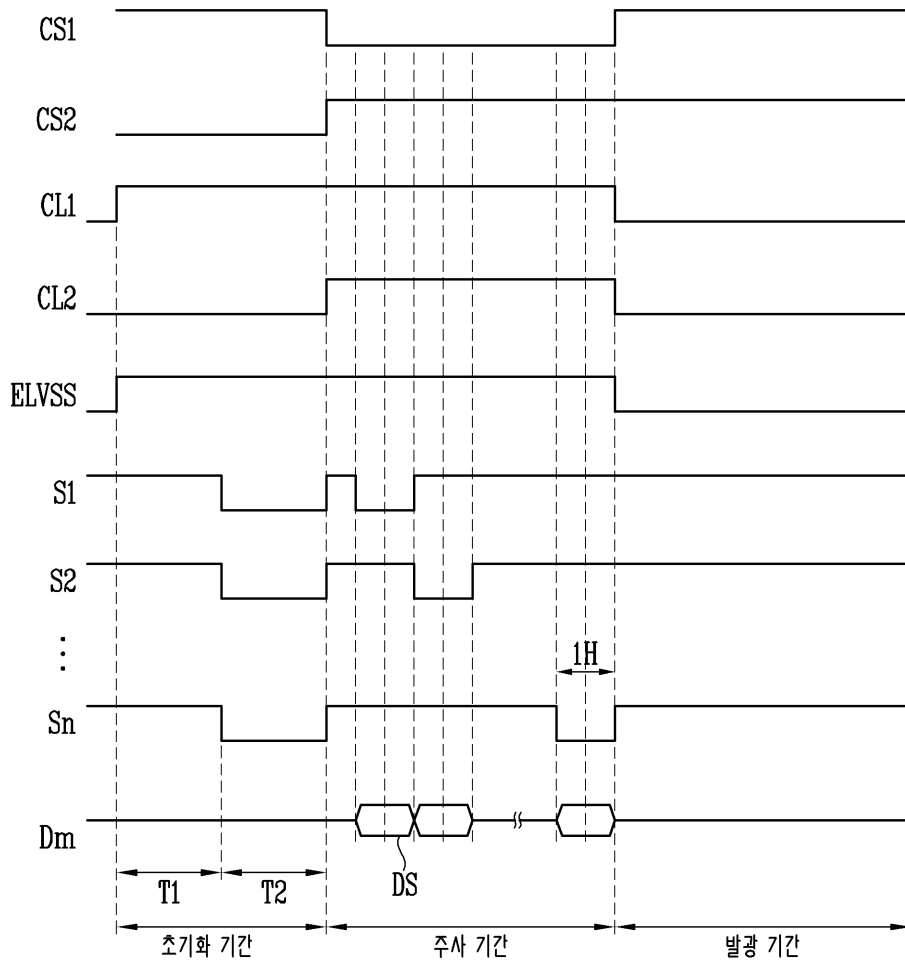 CS1
CS2
CL1
CL2
ELVSS
S1
S2
⋮
1H
Sn
Dm
DS
T1 T2
초기화 기간 주사 기간 발광 기간